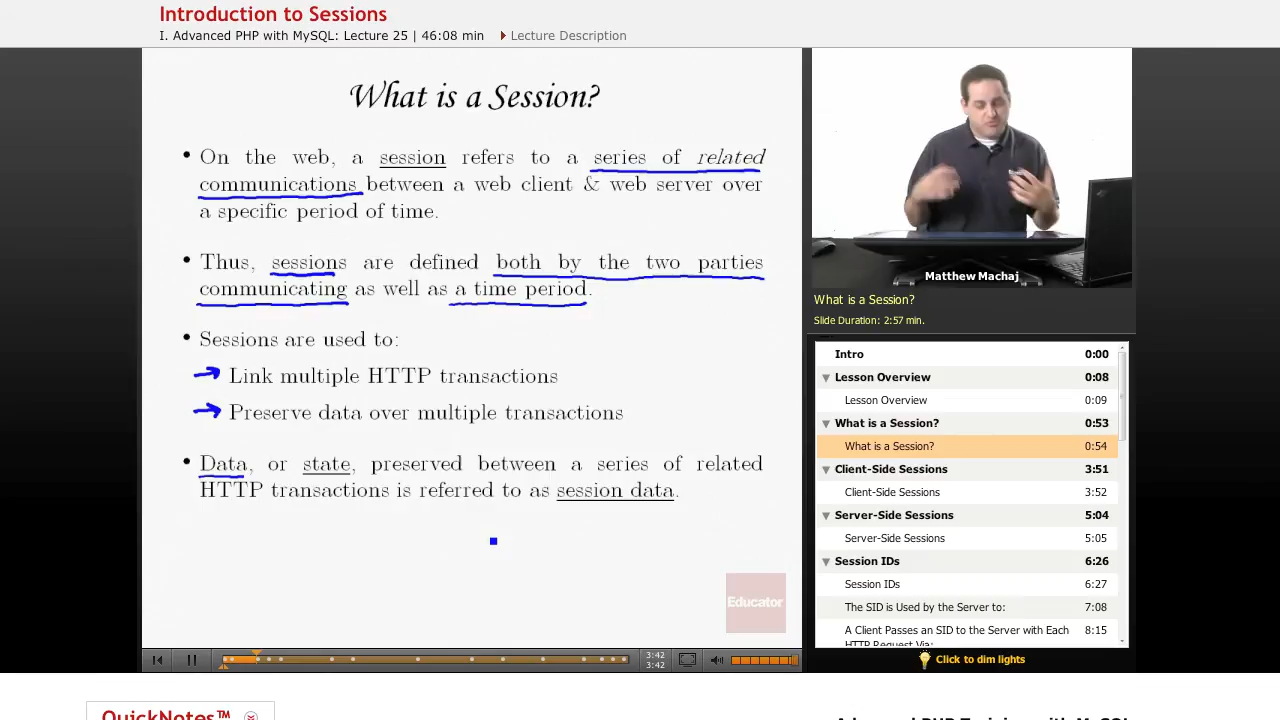 Introduction to Sessions
I. Advanced PHP with MySQL: Lecture 25 | 46:08 min Lecture Description
What is a Session?
• On the web, a session refers to a series of related
communications between a web client & web server over
a specific period of time.
• Thus, sessions are defined both by the two parties
communicating as well as a time period.
• Sessions are used to:
→ Link multiple HTTP transactions
→ Preserve data over multiple transactions
• Data, or state, preserved between a series of related
HTTP transactions is referred to as session data.
Educator
3:42
3:42
Matthew Machaj
What is a Session?
Slide Duration: 2:57 min.
Intro 0:00
Lesson Overview 0:08
Lesson Overview 0:09
What is a Session? 0:53
What is a Session? 0:54
Client-Side Sessions 3:51
Client-Side Sessions 3:52
Server-Side Sessions 5:04
Server-Side Sessions 5:05
Session IDs 6:26
Session IDs 6:27
The SID is Used by the Server to: 7:08
A Client Passes an SID to the Server with Each 8:15
HTTP Request Via:
Click to dim lights
QuickNotes™
Advanced PHP Training with MySQL